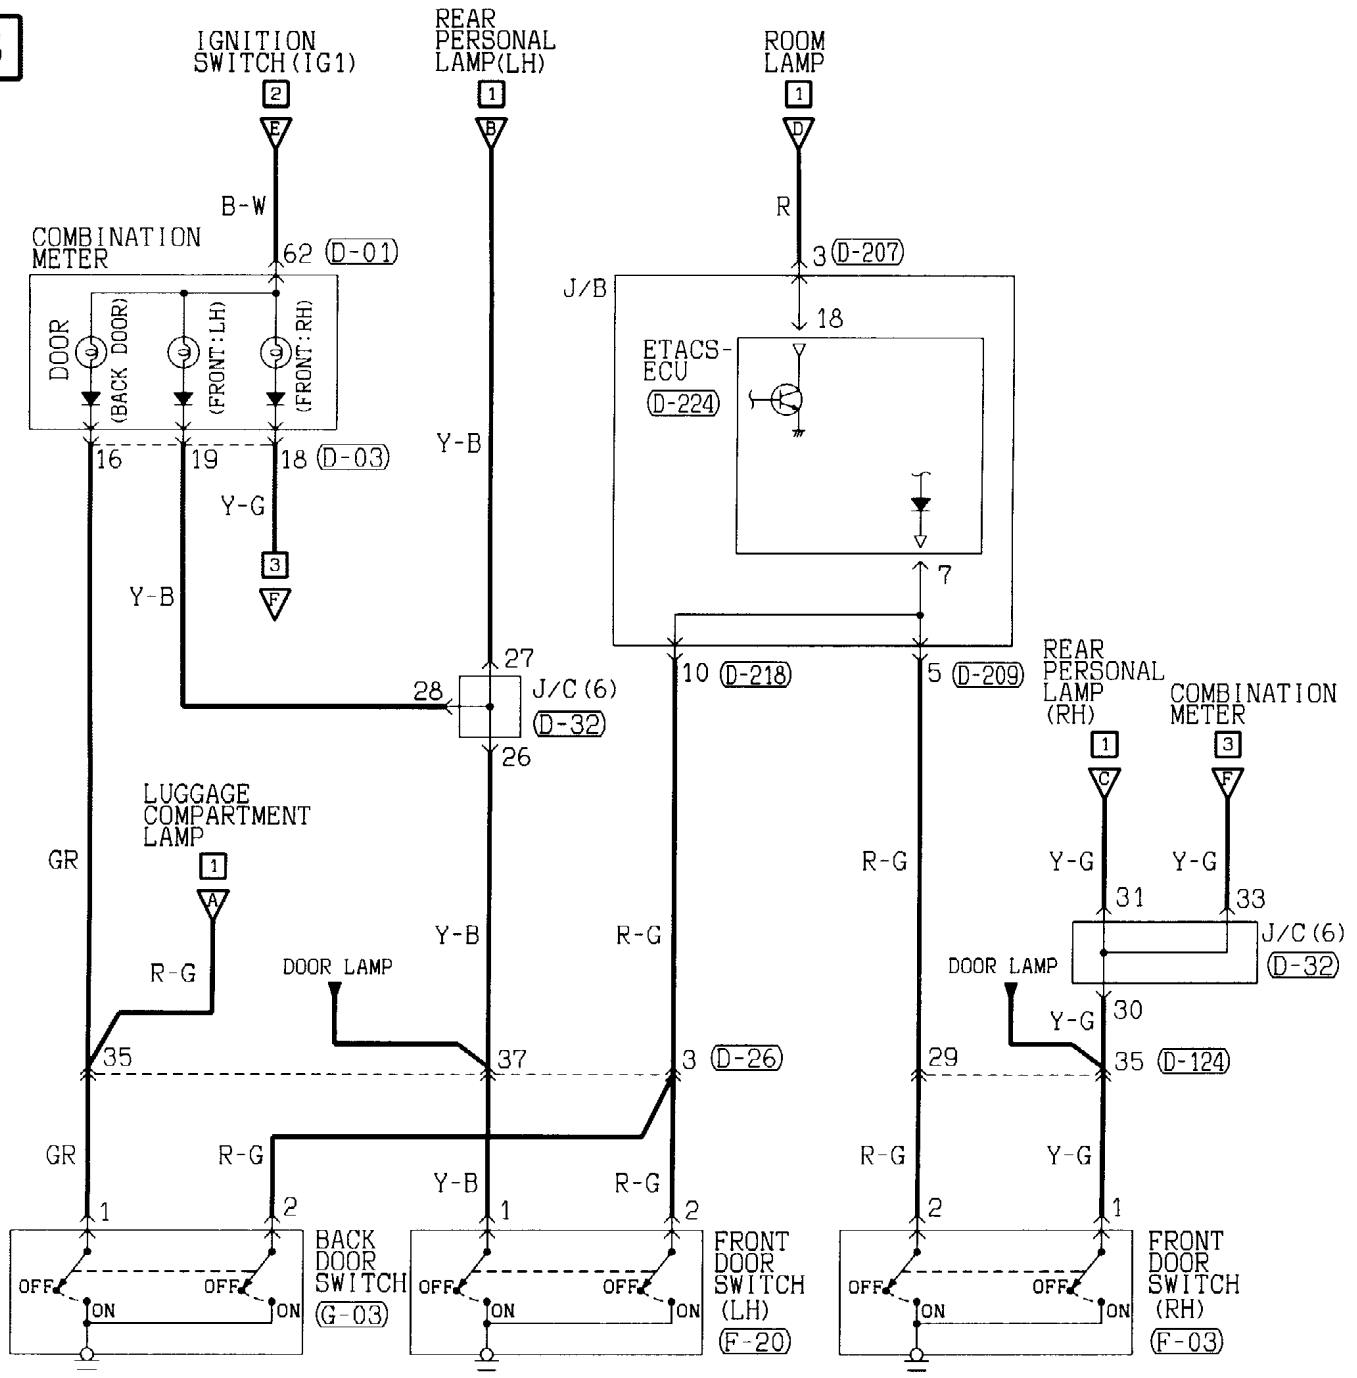 IGNITION
SWITCH(IG1)
2
E
REAR
PERSONAL
LAMP(LH)
1
B
ROOM
LAMP
1
D
B-W
R
COMBINATION
METER
62 (D-01)
3 (D-207)
J/B
18
DOOR
(BACK DOOR)
(FRONT:LH)
(FRONT:RH)
ETACS-
ECU
(D-224)
16
19
18 (D-03)
Y-B
Y-G
3
F
Y-B
7
27
28
J/C(6)
(D-32)
26
10 (D-218)
5 (D-209)
REAR
PERSONAL
LAMP
(RH)
1
C
COMBINATION
METER
3
F
LUGGAGE
COMPARTMENT
LAMP
1
A
GR
R-G
Y-G
Y-G
31
33
J/C(6)
(D-32)
30
R-G
Y-B
R-G
DOOR LAMP
DOOR LAMP
Y-G
35
37
3 (D-26)
29
35 (D-124)
GR
R-G
Y-B
R-G
R-G
Y-G
1
2
1
2
2
1
OFF
ON
OFF
ON
BACK
DOOR
SWITCH
(G-03)
OFF
ON
OFF
ON
FRONT
DOOR
SWITCH
(LH)
(F-20)
OFF
ON
OFF
ON
FRONT
DOOR
SWITCH
(RH)
(F-03)